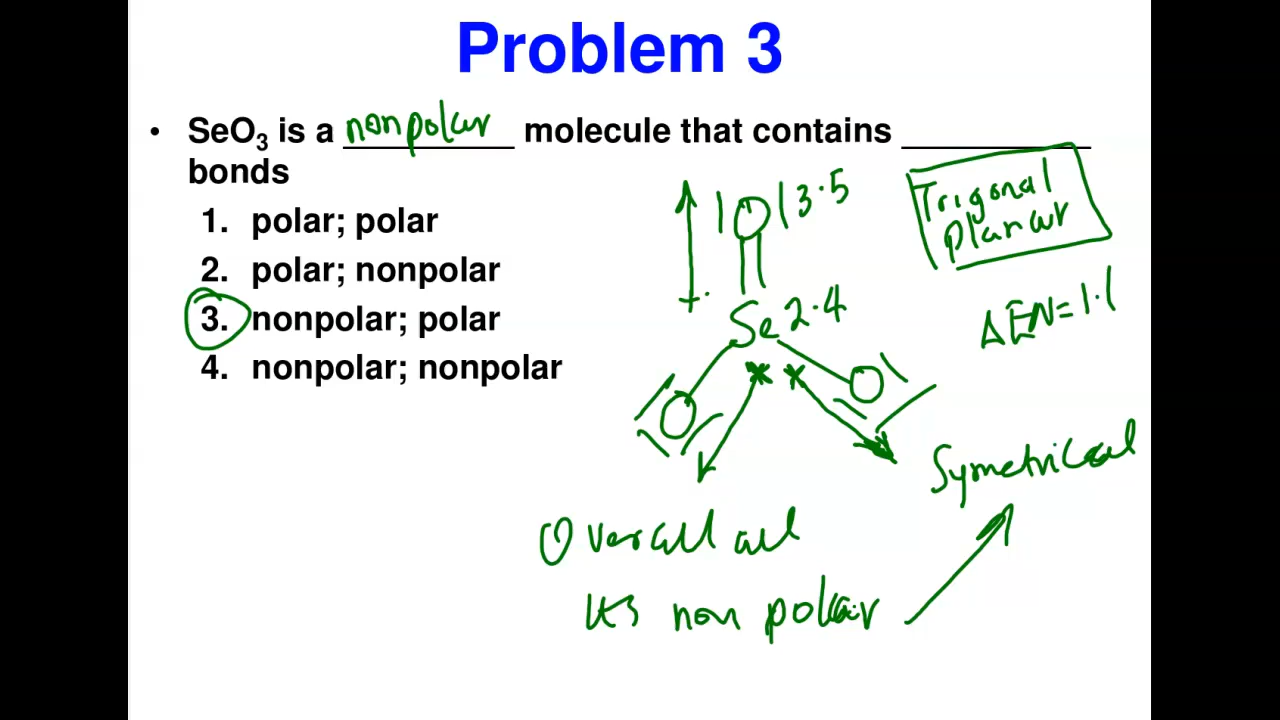 Problem 3
• SeO3 is a nonpolar molecule that contains __________
bonds
1. polar; polar
2. polar; nonpolar
3. nonpolar; polar
4. nonpolar; nonpolar
Trigonal
planar
O 3.5
Se 2.4
ΔEN=1.1
O
O
Symetrical
Overall all
its non polar